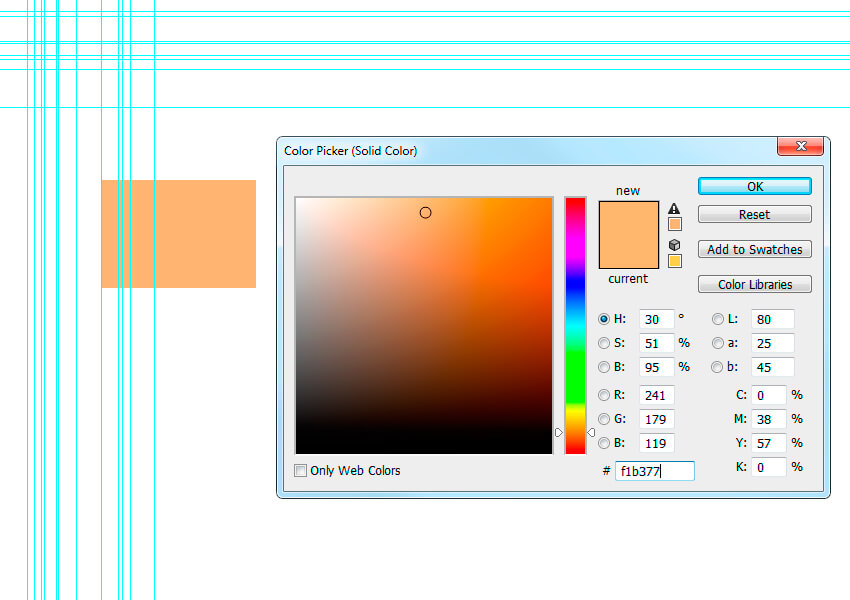 Color Picker (Solid Color)
new
current
OK
Reset
Add to Swatches
Color Libraries
H: 30 °
S: 51 %
B: 95 %
R: 241
G: 179
B: 119
# f1b377
L: 80
a: 25
b: 45
C: 0 %
M: 38 %
Y: 57 %
K: 0 %
Only Web Colors